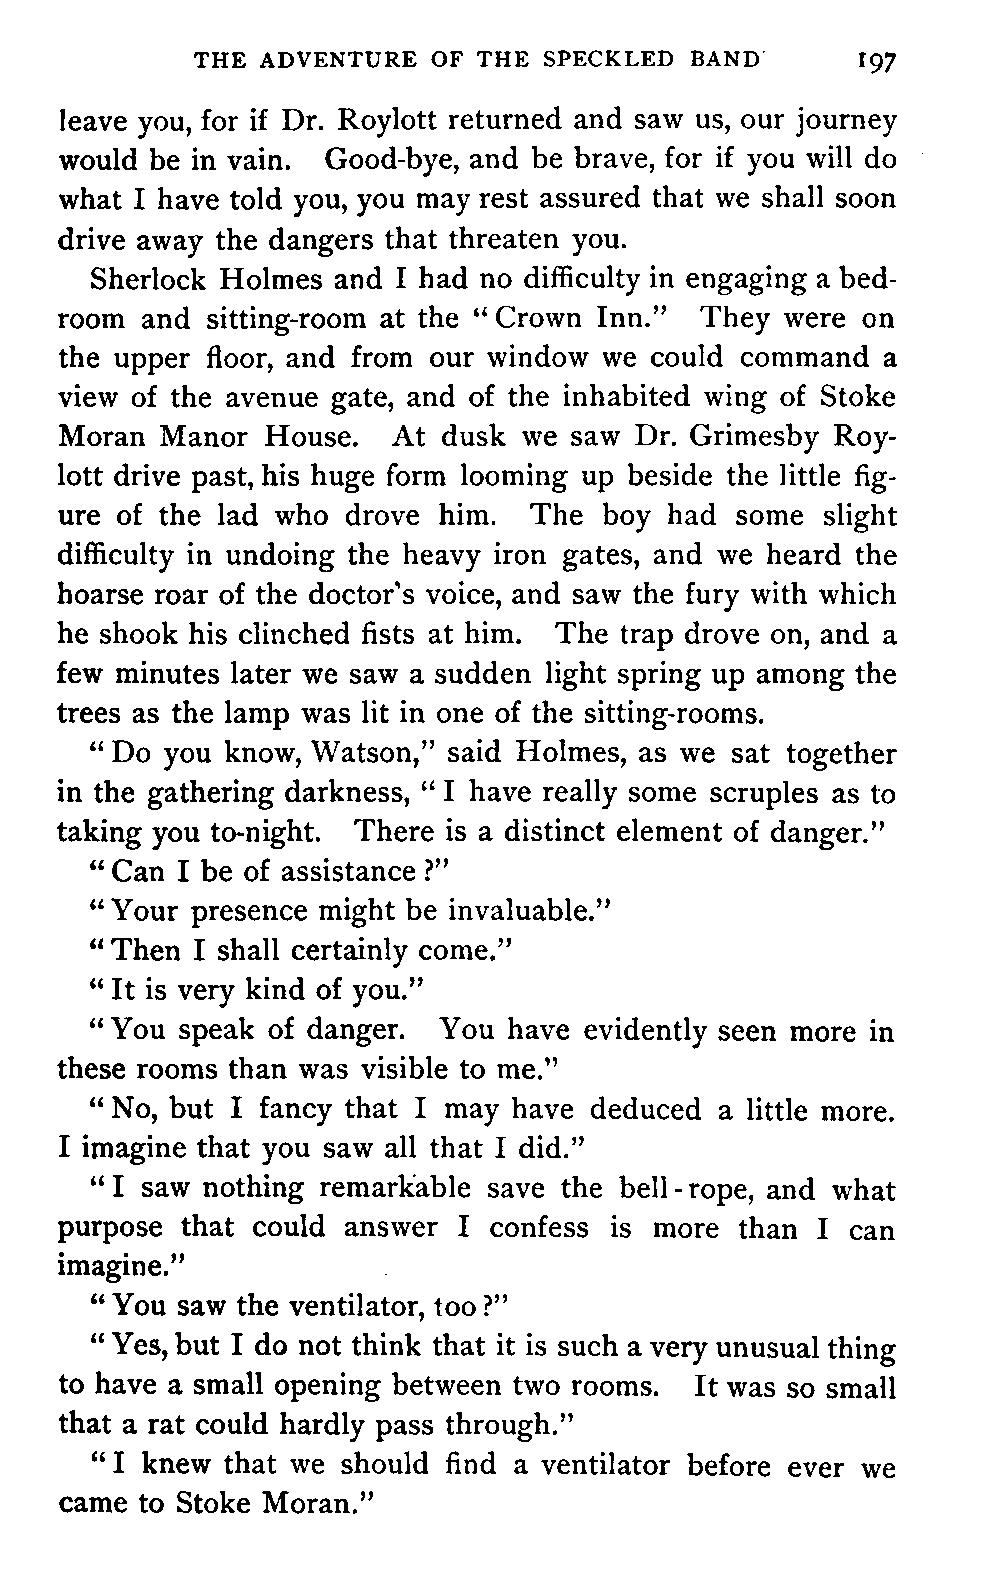 THE ADVENTURE OF THE SPECKLED BAND 197
leave you, for if Dr. Roylott returned and saw us, our journey
would be in vain. Good-bye, and be brave, for if you will do
what I have told you, you may rest assured that we shall soon
drive away the dangers that threaten you.
Sherlock Holmes and I had no difficulty in engaging a bed-
room and sitting-room at the “Crown Inn.” They were on
the upper floor, and from our window we could command a
view of the avenue gate, and of the inhabited wing of Stoke
Moran Manor House. At dusk we saw Dr. Grimesby Roy-
lott drive past, his huge form looming up beside the little fig-
ure of the lad who drove him. The boy had some slight
difficulty in undoing the heavy iron gates, and we heard the
hoarse roar of the doctor’s voice, and saw the fury with which
he shook his clinched fists at him. The trap drove on, and a
few minutes later we saw a sudden light spring up among the
trees as the lamp was lit in one of the sitting-rooms.
“Do you know, Watson,” said Holmes, as we sat together
in the gathering darkness, “I have really some scruples as to
taking you to-night. There is a distinct element of danger.”
“Can I be of assistance?”
“Your presence might be invaluable.”
“Then I shall certainly come.”
“It is very kind of you.”
“You speak of danger. You have evidently seen more in
these rooms than was visible to me.”
“No, but I fancy that I may have deduced a little more.
I imagine that you saw all that I did.”
“I saw nothing remarkable save the bell-rope, and what
purpose that could answer I confess is more than I can
imagine.”
“You saw the ventilator, too?”
“Yes, but I do not think that it is such a very unusual thing
to have a small opening between two rooms. It was so small
that a rat could hardly pass through.”
“I knew that we should find a ventilator before ever we
came to Stoke Moran.”